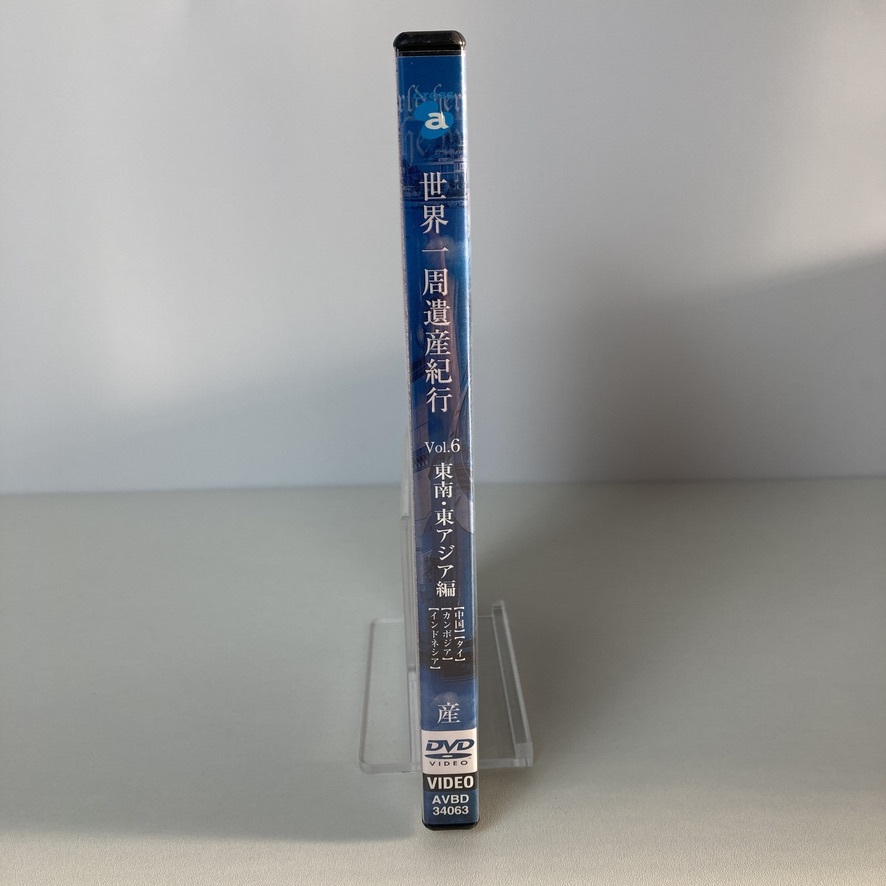 a
世界一周遺産紀行
Vol.6
東南・東アジア編
【中国】【タイ】
【カンボジア】
【インドネシア】
産
DVD
VIDEO
VIDEO
AVBD
34063